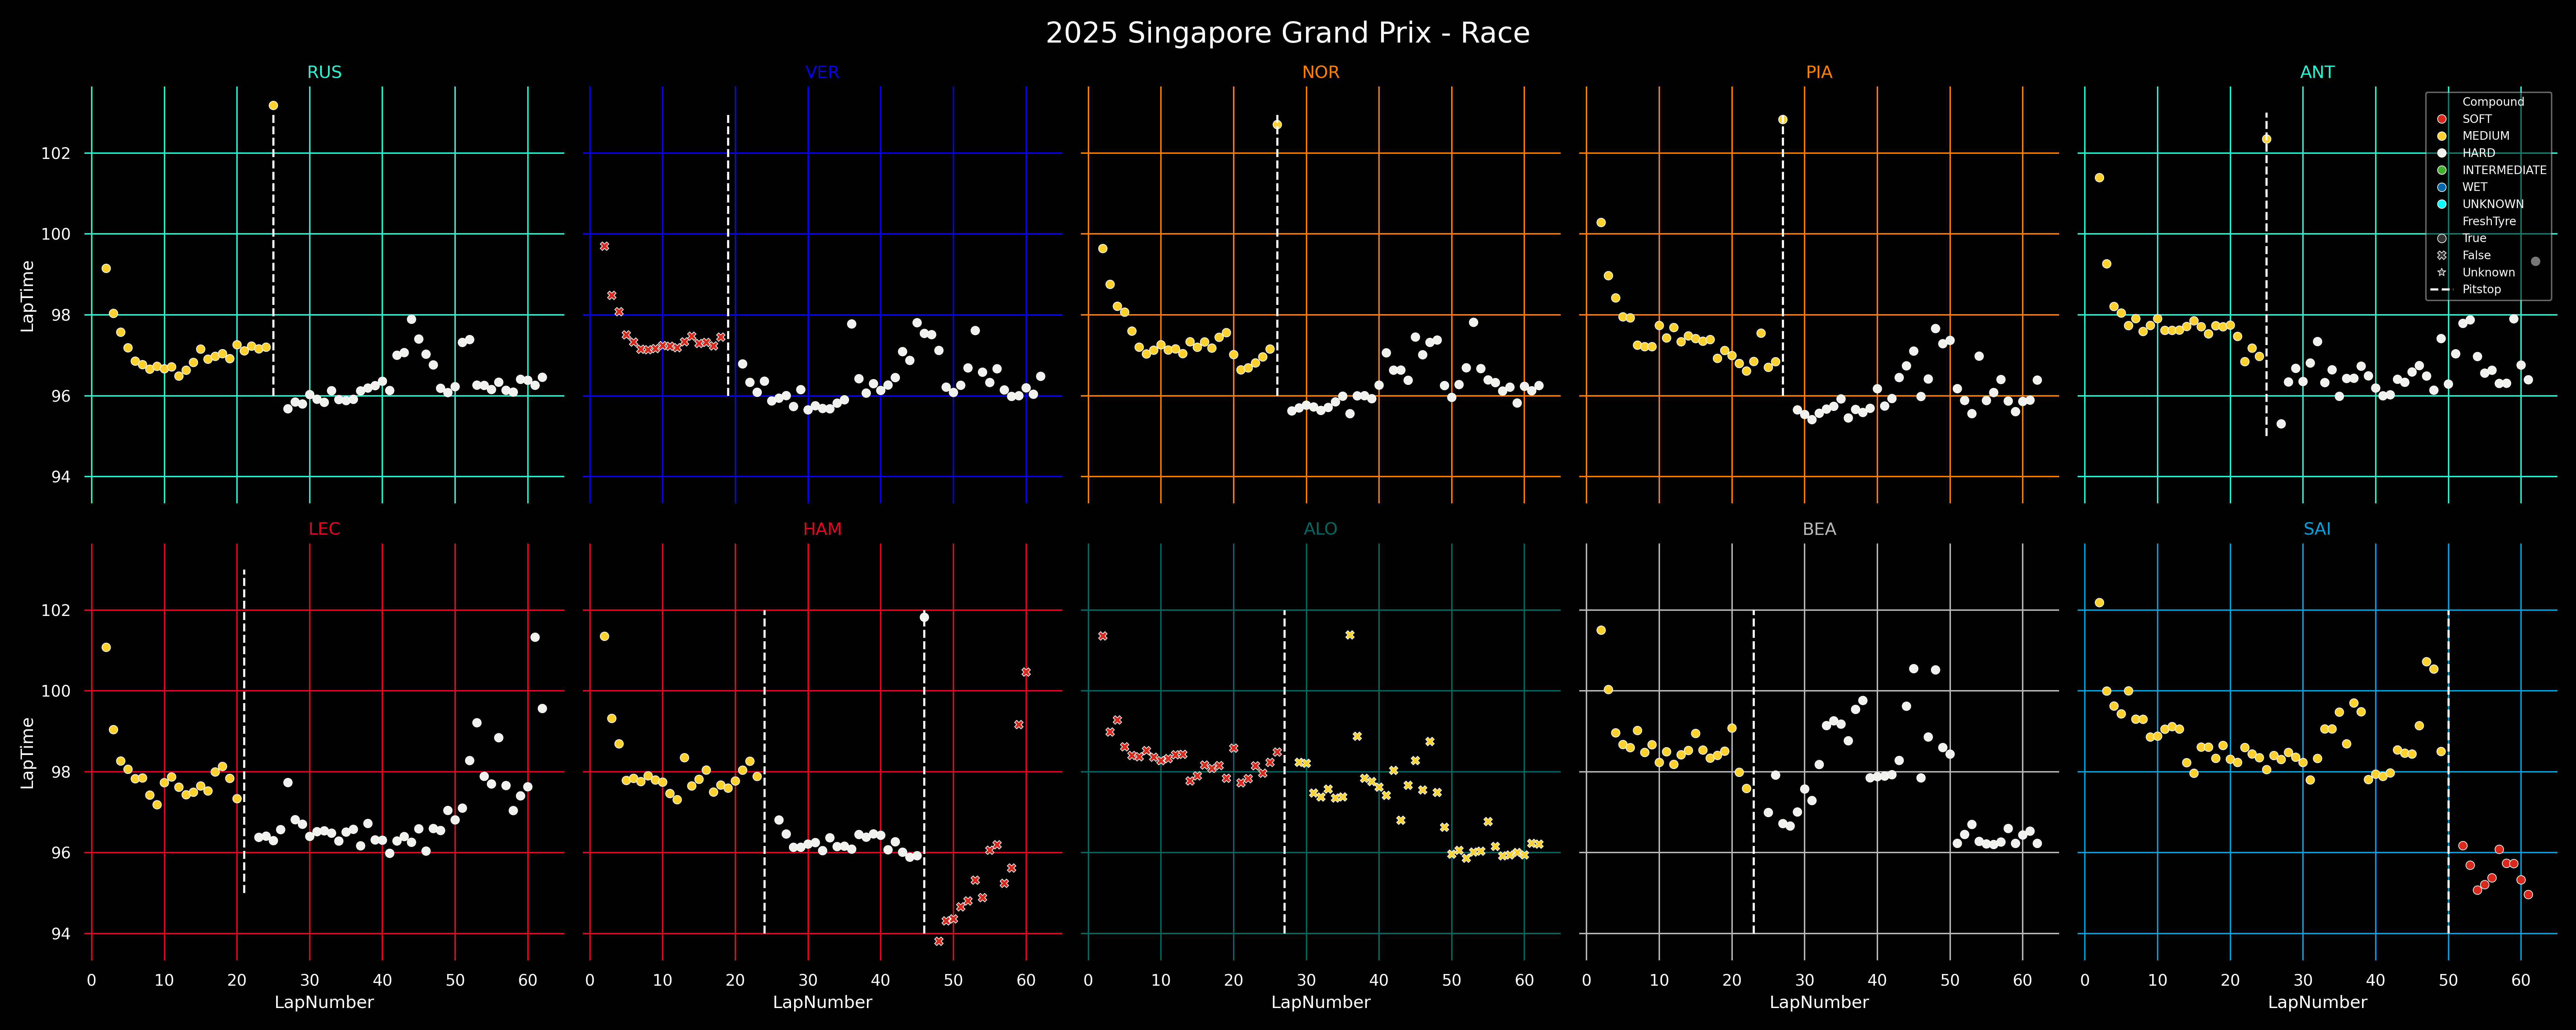 2025 Singapore Grand Prix - Race
RUS
VER
NOR
PIA
ANT
LapTime
102
100
98
96
94
Compound
SOFT
MEDIUM
HARD
INTERMEDIATE
WET
UNKNOWN
FreshTyre
True
False
Unknown
Pitstop
LEC
HAM
ALO
BEA
SAI
LapTime
102
100
98
96
94
0 10 20 30 40 50 60
0 10 20 30 40 50 60
0 10 20 30 40 50 60
0 10 20 30 40 50 60
0 10 20 30 40 50 60
LapNumber
LapNumber
LapNumber
LapNumber
LapNumber